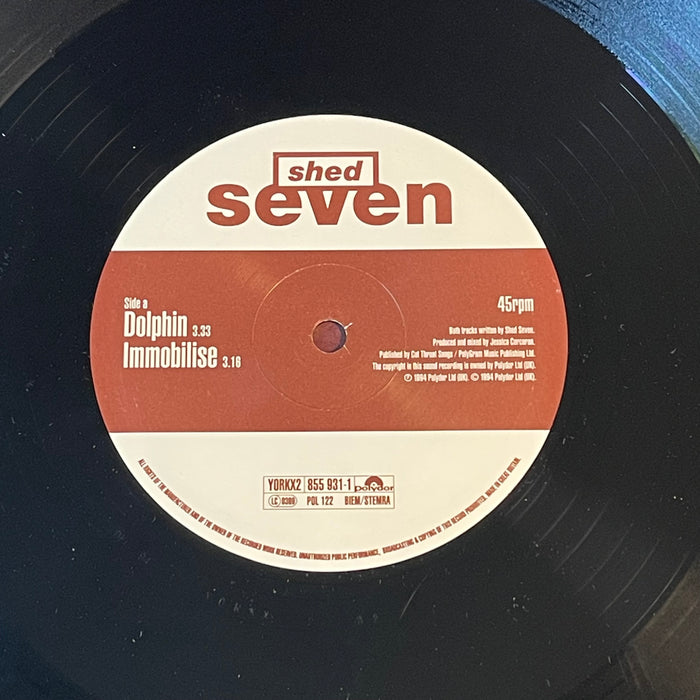 shed
seven
Side a
Dolphin 3.33
Immobilise 3.16
45rpm
Both tracks written by Shed Seven.
Produced and mixed by Jessica Corcoran.
Published by Cut Throat Songs / PolyGram Music Publishing Ltd.
The copyright in this sound recording is owned by Polydor Ltd (UK).
℗ 1994 Polydor Ltd (UK). © 1994 Polydor Ltd (UK).
YORKX2 855 931-1 polydor
LC 0309 POL 122 BIEM/STEMRA
ALL RIGHTS OF THE MANUFACTURER AND OF THE OWNER OF THE RECORDED WORK RESERVED. UNAUTHORIZED PUBLIC PERFORMANCE, BROADCASTING & COPYING OF THIS RECORD PROHIBITED. MADE IN GREAT BRITAIN.